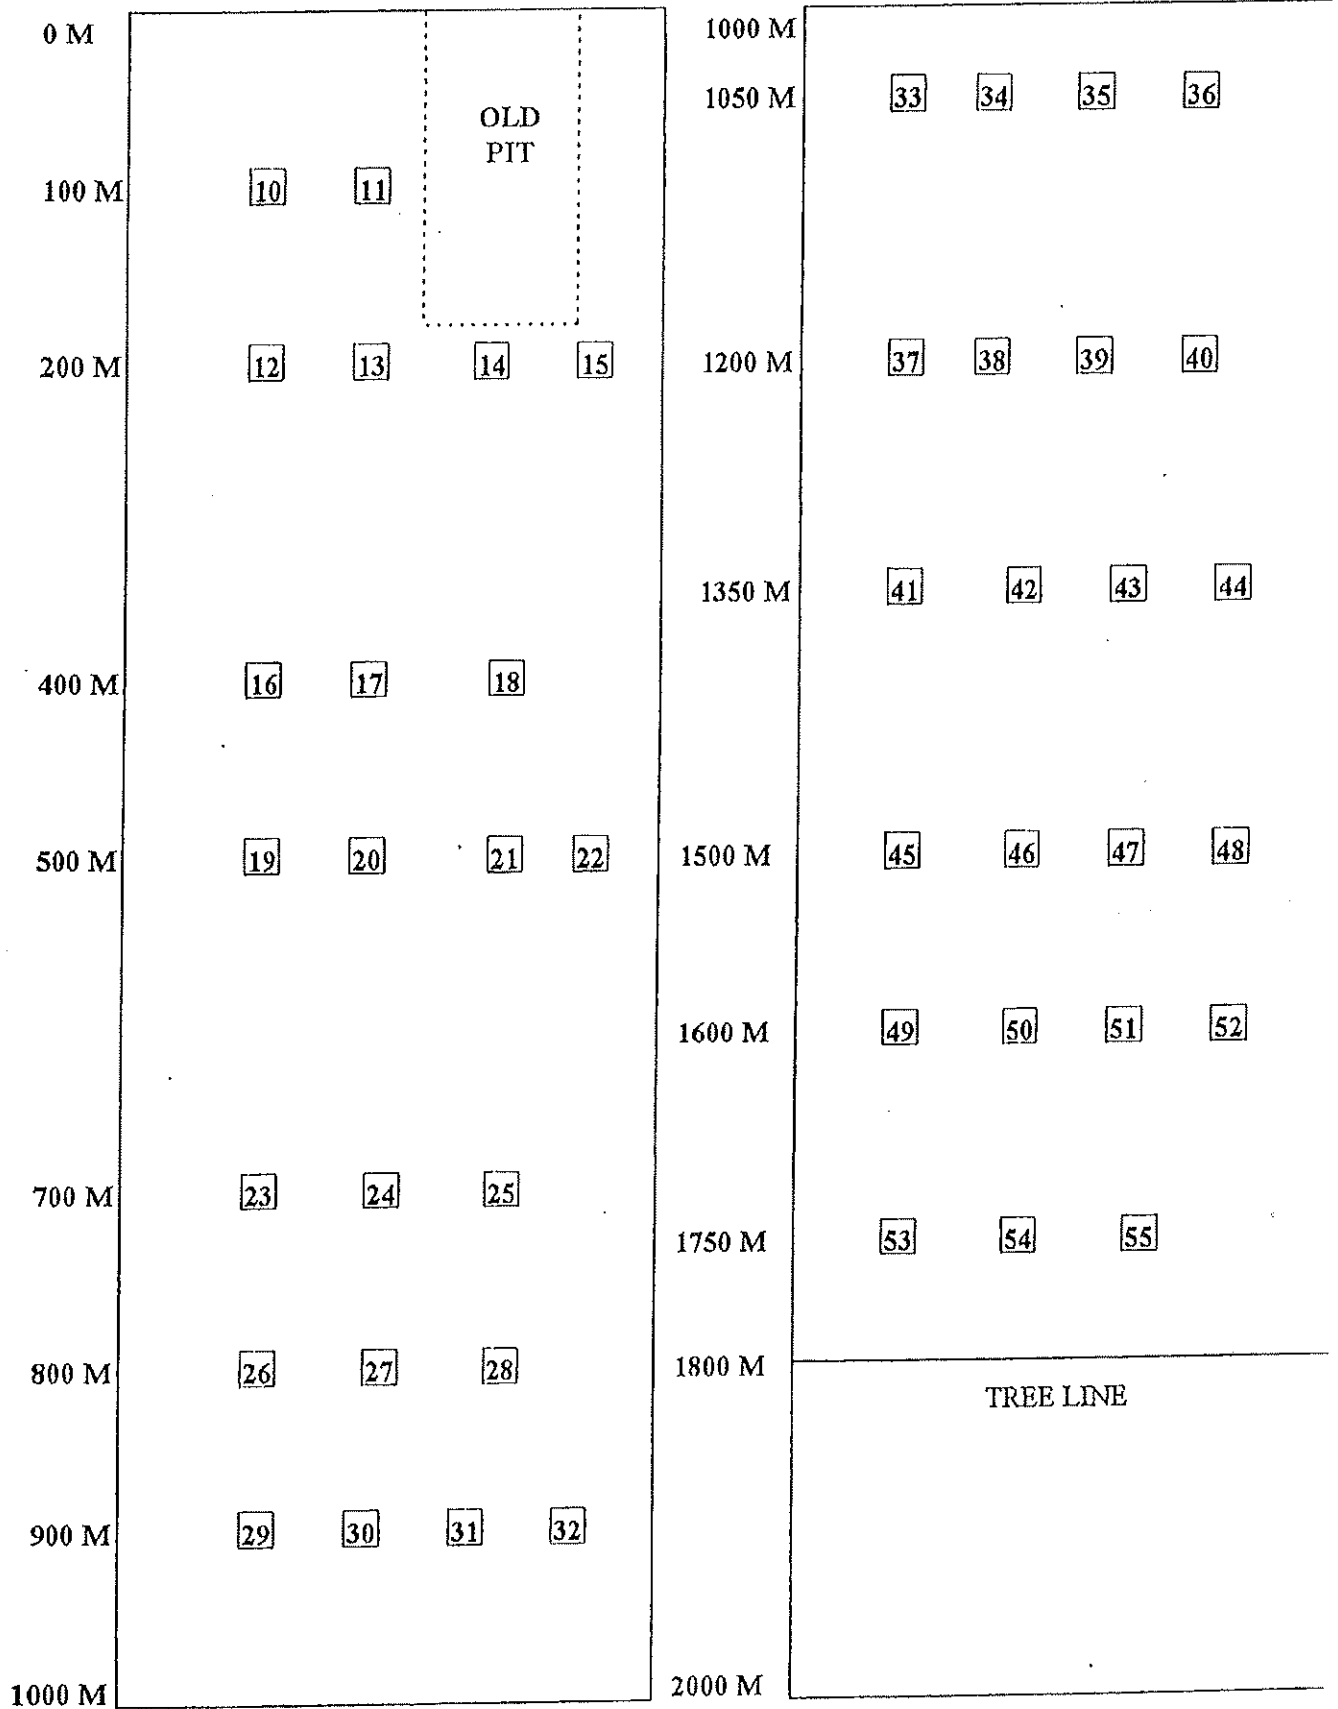 0 M
OLD
PIT
100 M 10 11
200 M 12 13 14 15
400 M 16 17 18
500 M 19 20 21 22
700 M 23 24 25
800 M 26 27 28
900 M 29 30 31 32
1000 M
1000 M
1050 M 33 34 35 36
1200 M 37 38 39 40
1350 M 41 42 43 44
1500 M 45 46 47 48
1600 M 49 50 51 52
1750 M 53 54 55
1800 M
TREE LINE
2000 M